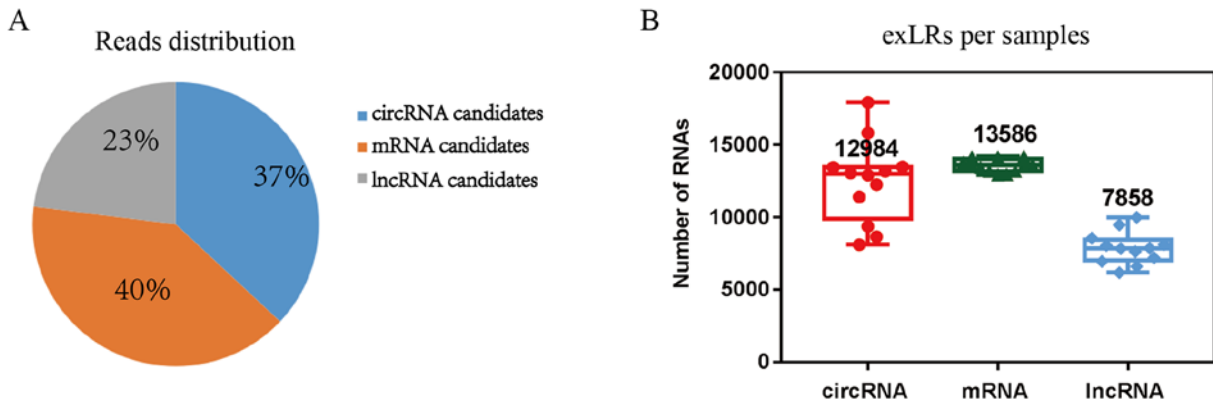 A
Reads distribution
23%
37%
40%
circRNA candidates
mRNA candidates
lncRNA candidates
B
exLRs per samples
Number of RNAs
20000
15000
10000
5000
0
12984
13586
7858
circRNA
mRNA
lncRNA